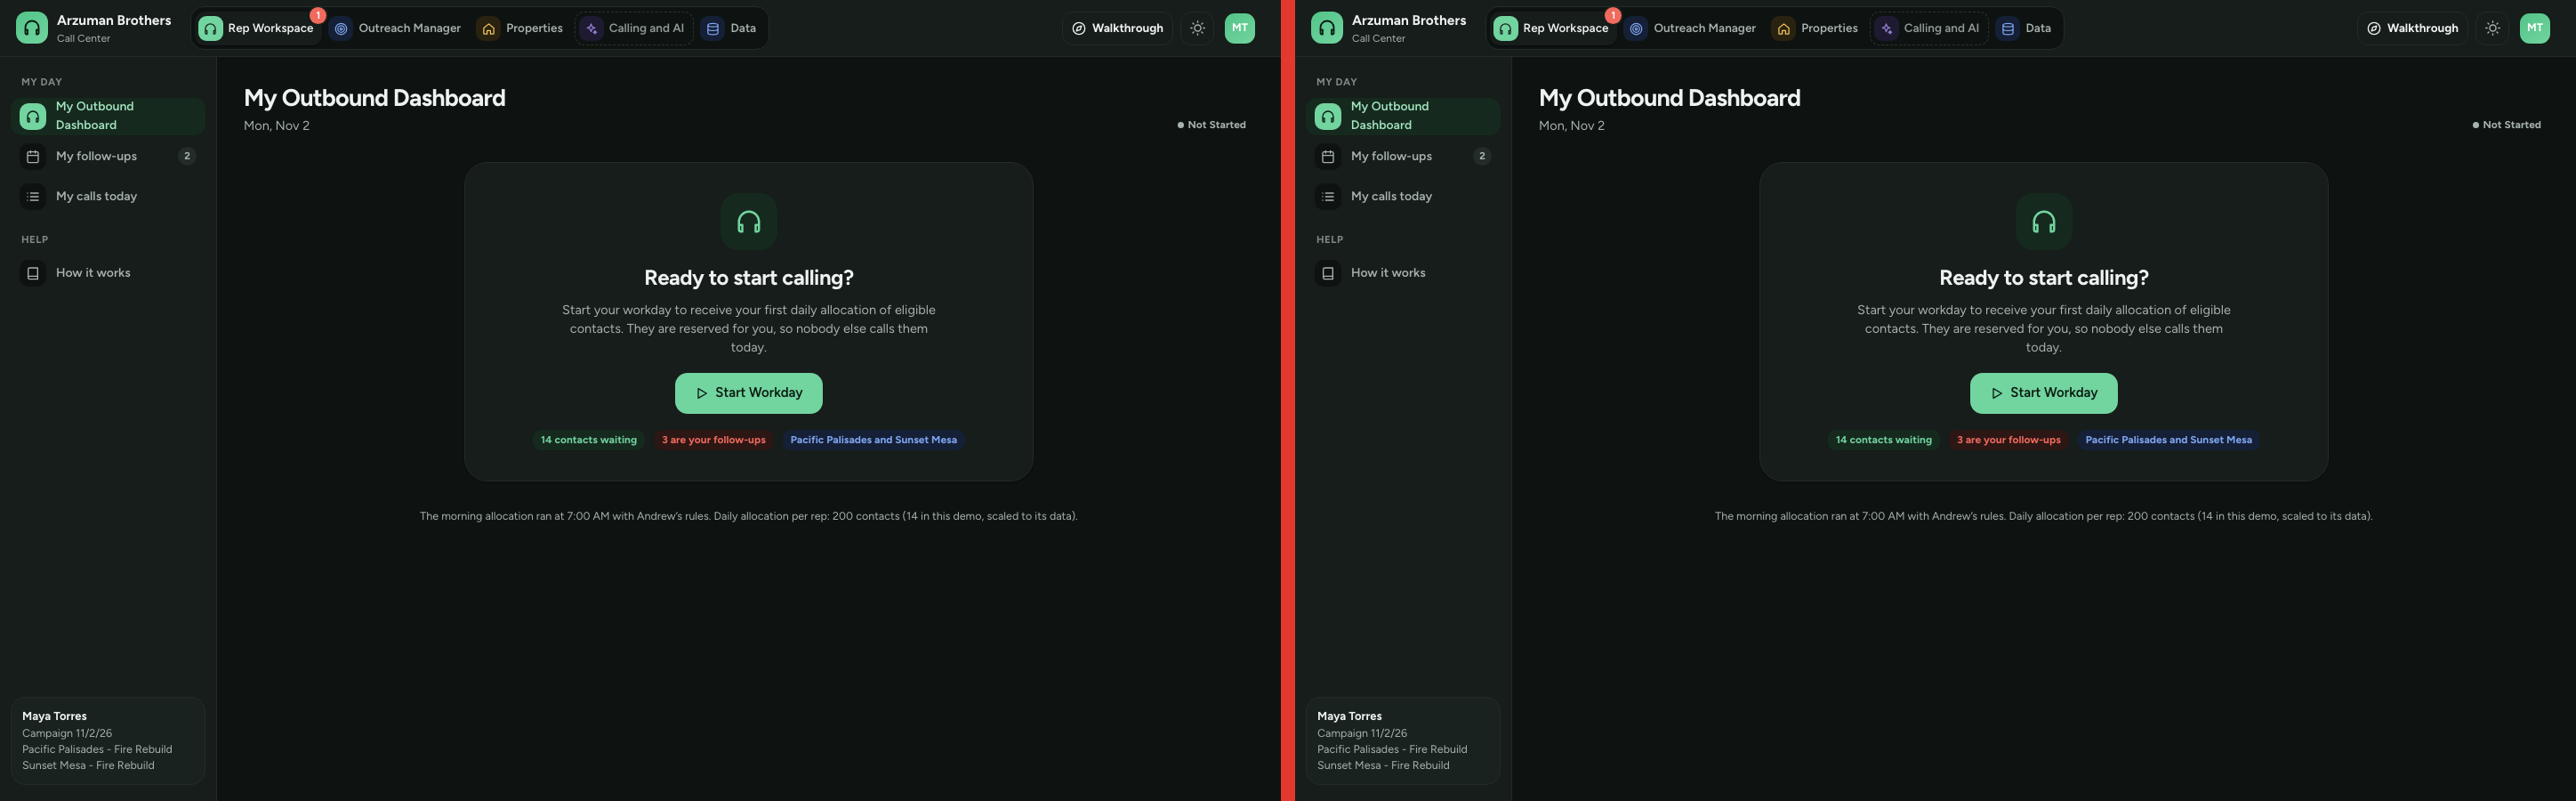 Arzuman Brothers
Call Center
Rep Workspace
1
Outreach Manager
Properties
Calling and AI
Data
Walkthrough
MT
MY DAY
My Outbound
Dashboard
My follow-ups
2
My calls today
HELP
How it works
My Outbound Dashboard
Mon, Nov 2
Not Started
Ready to start calling?
Start your workday to receive your first daily allocation of eligible
contacts. They are reserved for you, so nobody else calls them
today.
Start Workday
14 contacts waiting
3 are your follow-ups
Pacific Palisades and Sunset Mesa
The morning allocation ran at 7:00 AM with Andrew's rules. Daily allocation per rep: 200 contacts (14 in this demo, scaled to its data).
Maya Torres
Campaign 11/2/26
Pacific Palisades - Fire Rebuild
Sunset Mesa - Fire Rebuild
Arzuman Brothers
Call Center
Rep Workspace
1
Outreach Manager
Properties
Calling and AI
Data
Walkthrough
MT
MY DAY
My Outbound
Dashboard
My follow-ups
2
My calls today
HELP
How it works
My Outbound Dashboard
Mon, Nov 2
Not Started
Ready to start calling?
Start your workday to receive your first daily allocation of eligible
contacts. They are reserved for you, so nobody else calls them
today.
Start Workday
14 contacts waiting
3 are your follow-ups
Pacific Palisades and Sunset Mesa
The morning allocation ran at 7:00 AM with Andrew's rules. Daily allocation per rep: 200 contacts (14 in this demo, scaled to its data).
Maya Torres
Campaign 11/2/26
Pacific Palisades - Fire Rebuild
Sunset Mesa - Fire Rebuild